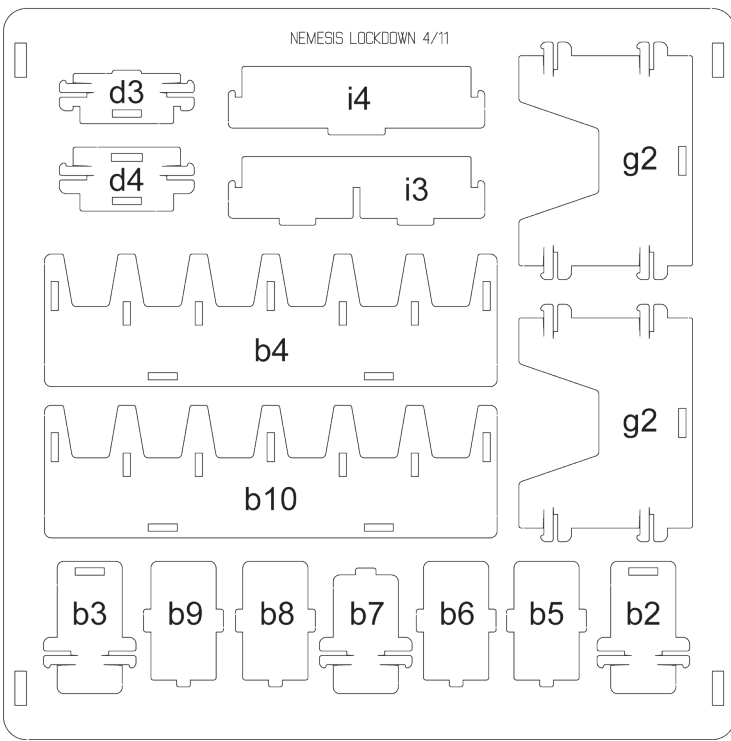 NEMESIS LOCKDOWN 4/11
d3
i4
g2
d4
i3
b4
g2
b10
b3 b9 b8 b7 b6 b5 b2